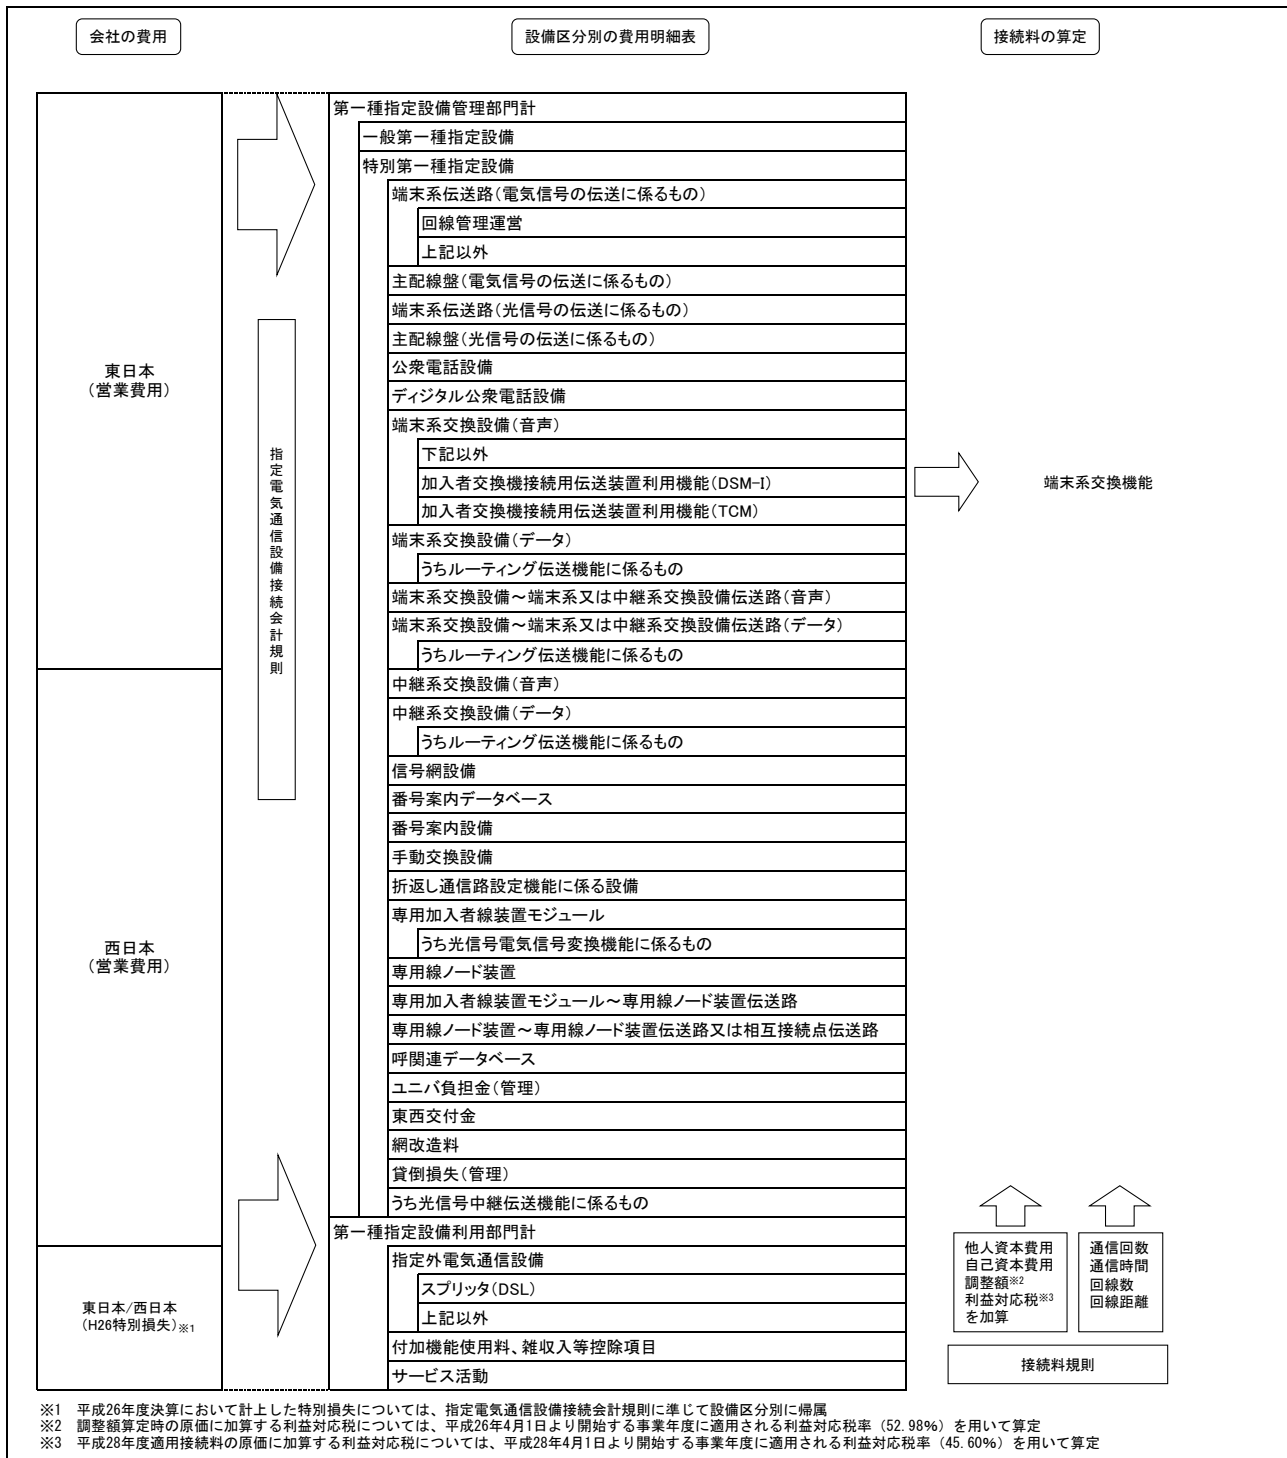 会社の費用
設備区分別の費用明細表
接続料の算定
東日本
（営業費用）
西日本
（営業費用）
東日本/西日本
（H26特別損失）※1
指定電気通信設備接続会計規則
第一種指定設備管理部門計
一般第一種指定設備
特別第一種指定設備
端末系伝送路（電気信号の伝送に係るもの）
回線管理運営
上記以外
主配線盤（電気信号の伝送に係るもの）
端末系伝送路（光信号の伝送に係るもの）
主配線盤（光信号の伝送に係るもの）
公衆電話設備
ディジタル公衆電話設備
端末系交換設備（音声）
下記以外
加入者交換機接続用伝送装置利用機能（DSM-I）
加入者交換機接続用伝送装置利用機能（TCM）
端末系交換設備（データ）
うちルーティング伝送機能に係るもの
端末系交換設備～端末系又は中継系交換設備伝送路（音声）
端末系交換設備～端末系又は中継系交換設備伝送路（データ）
うちルーティング伝送機能に係るもの
中継系交換設備（音声）
中継系交換設備（データ）
うちルーティング伝送機能に係るもの
信号網設備
番号案内データベース
番号案内設備
手動交換設備
折返し通信路設定機能に係る設備
専用加入者線装置モジュール
うち光信号電気信号変換機能に係るもの
専用線ノード装置
専用加入者線装置モジュール～専用線ノード装置伝送路
専用線ノード装置～専用線ノード装置伝送路又は相互接続点伝送路
呼関連データベース
ユニバ負担金（管理）
東西交付金
網改造料
貸倒損失（管理）
うち光信号中継伝送機能に係るもの
第一種指定設備利用部門計
指定外電気通信設備
スプリッタ（DSL）
上記以外
付加機能使用料、雑収入等控除項目
サービス活動
端末系交換機能
他人資本費用
自己資本費用
調整額※2
利益対応税※3
を加算
通信回数
通信時間
回線数
回線距離
接続料規則
※1　平成26年度決算において計上した特別損失については、指定電気通信設備接続会計規則に準じて設備区分別に帰属
※2　調整額算定時の原価に加算する利益対応税については、平成26年4月1日より開始する事業年度に適用される利益対応税率（52.98%）を用いて算定
※3　平成28年度適用接続料の原価に加算する利益対応税については、平成28年4月1日より開始する事業年度に適用される利益対応税率（45.60%）を用いて算定